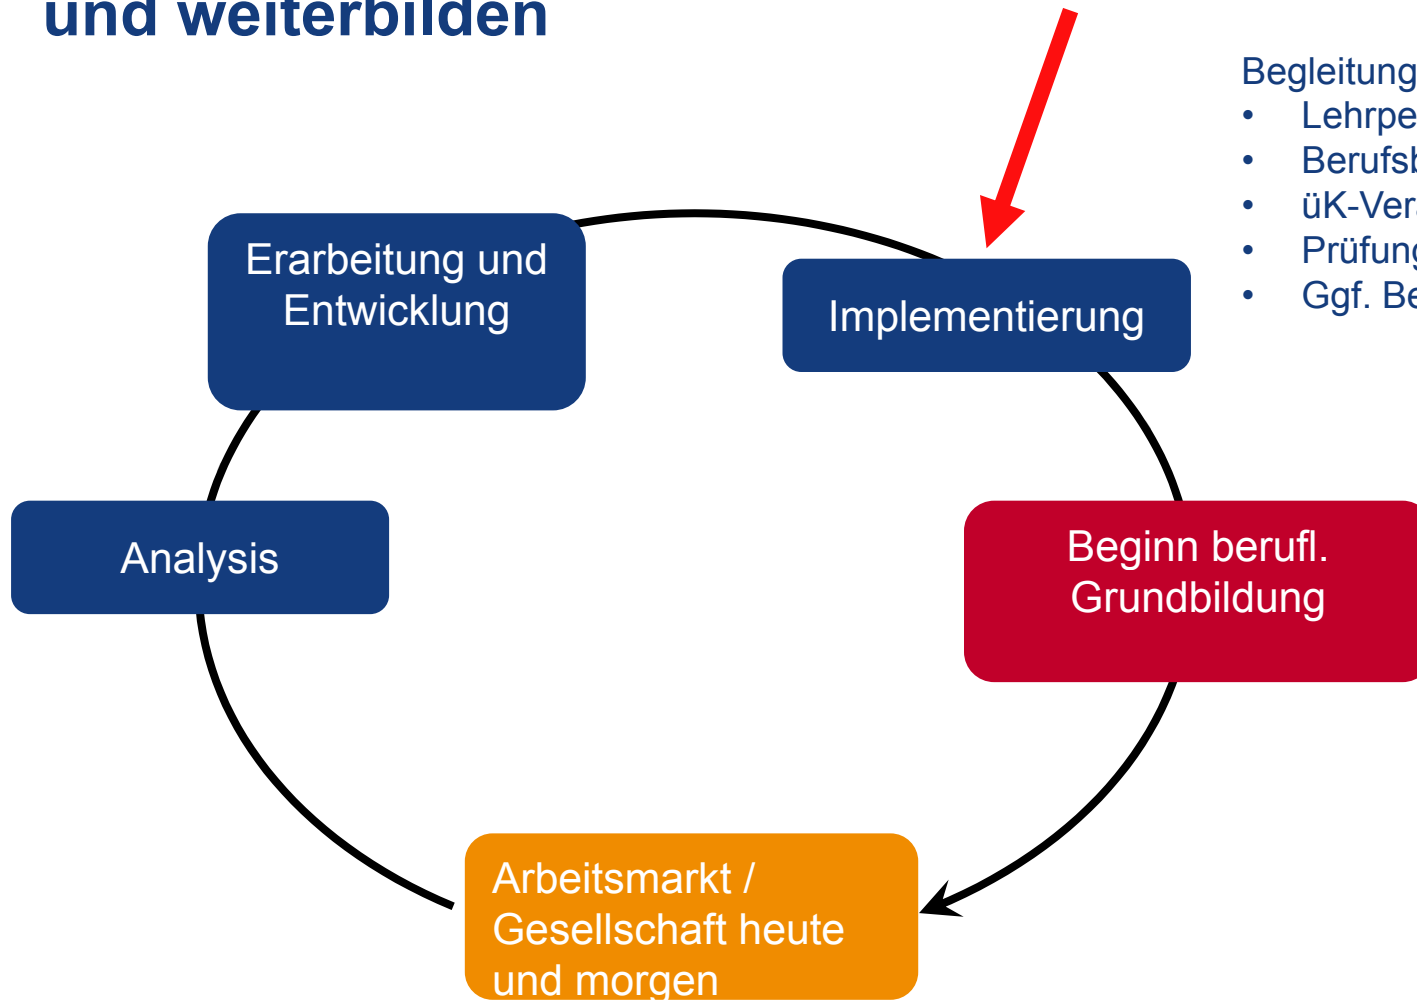 und weiterbilden
Begleitung
• Lehrpe
• Berufsb
• üK-Vera
• Prüfung
• Ggf. Be
Erarbeitung und
Entwicklung
Implementierung
Analysis
Beginn berufl.
Grundbildung
Arbeitsmarkt /
Gesellschaft heute
und morgen